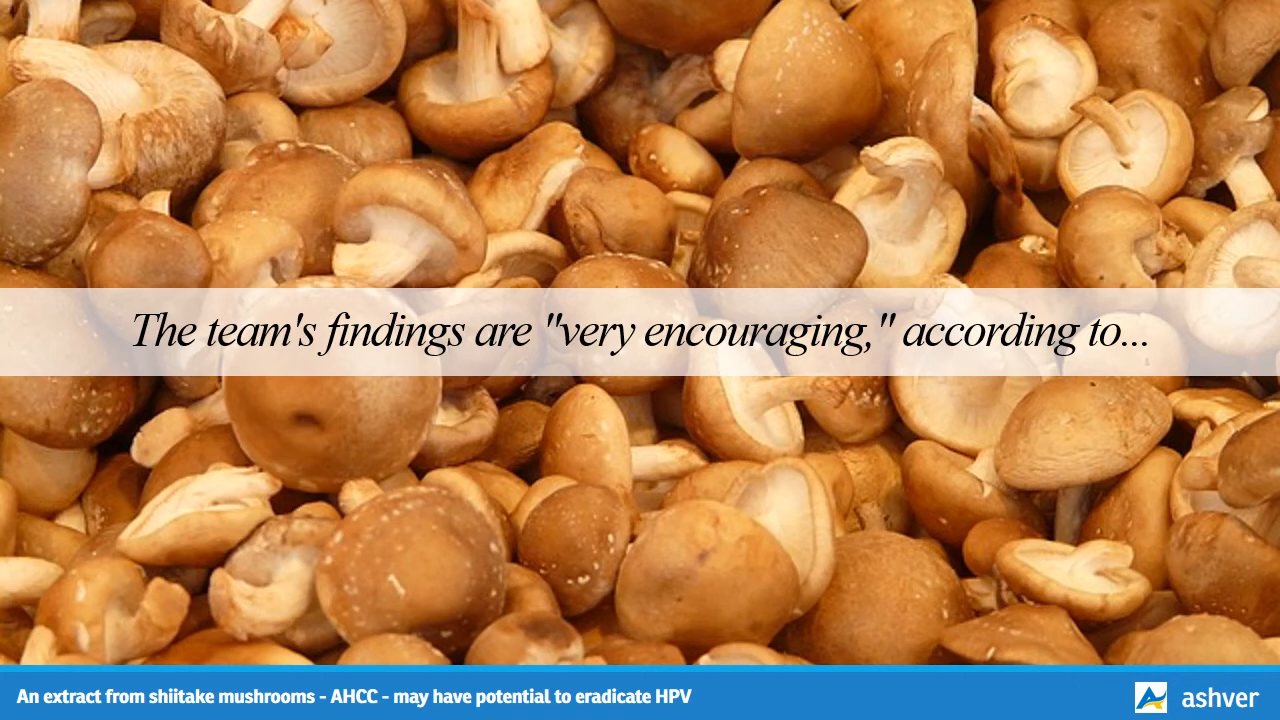 The team's findings are "very encouraging," according to...
An extract from shiitake mushrooms - AHCC - may have potential to eradicate HPV
ashver